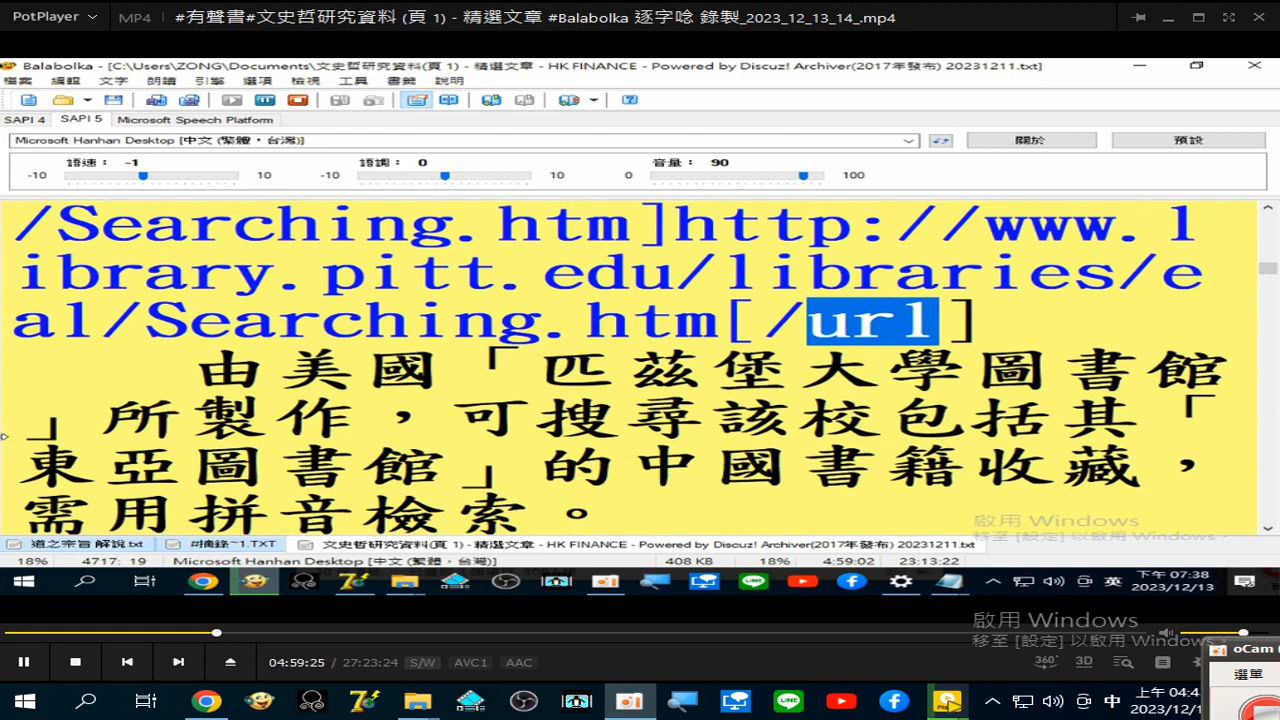 PotPlayer
MP4
#有聲書#文史哲研究資料 (頁 1) - 精選文章 #Balabolka 逐字唸 錄製_2023_12_13_14_.mp4
Balabolka - [C:\Users\ZONG\Documents\文史哲研究資料(頁 1) - 精選文章 - HK FINANCE - Powered by Discuz! Archiver(2017年發布) 20231211.txt]
檔案 編輯 文字 朗讀 引擎 選項 檢視 工具 書籤 說明
SAPI 4 SAPI 5 Microsoft Speech Platform
Microsoft Hanhan Desktop [中文 (繁體，台灣)]
關於 預設
語速： -1 語調： 0 音量： 90
-10 10 -10 10 0 100
/Searching.htm]http://www.l
ibrary.pitt.edu/libraries/e
al/Searching.htm[/url]
由美國「匹茲堡大學圖書館
」所製作，可搜尋該校包括其「
東亞圖書館」的中國書籍收藏，
需用拼音檢索。
啟用 Windows
移至 [設定] 以啟用 Windows。
道之宗旨 解說.txt #摘錄~1.TXT 文史哲研究資料(頁 1) - 精選文章 - HK FINANCE - Powered by Discuz! Archiver(2017年發布) 20231211.txt
18% 4717: 19 Microsoft Hanhan Desktop [中文 (繁體，台灣)] 408 KB 18% 4:59:02 23:13:22
英 下午 07:38
2023/12/13
啟用 Windows
移至 [設定] 以啟用 Windows。
04:59:25 / 27:23:24 S/W AVC1 AAC
360° 3D
oCam
選單
中 上午 04:4
2023/12/1